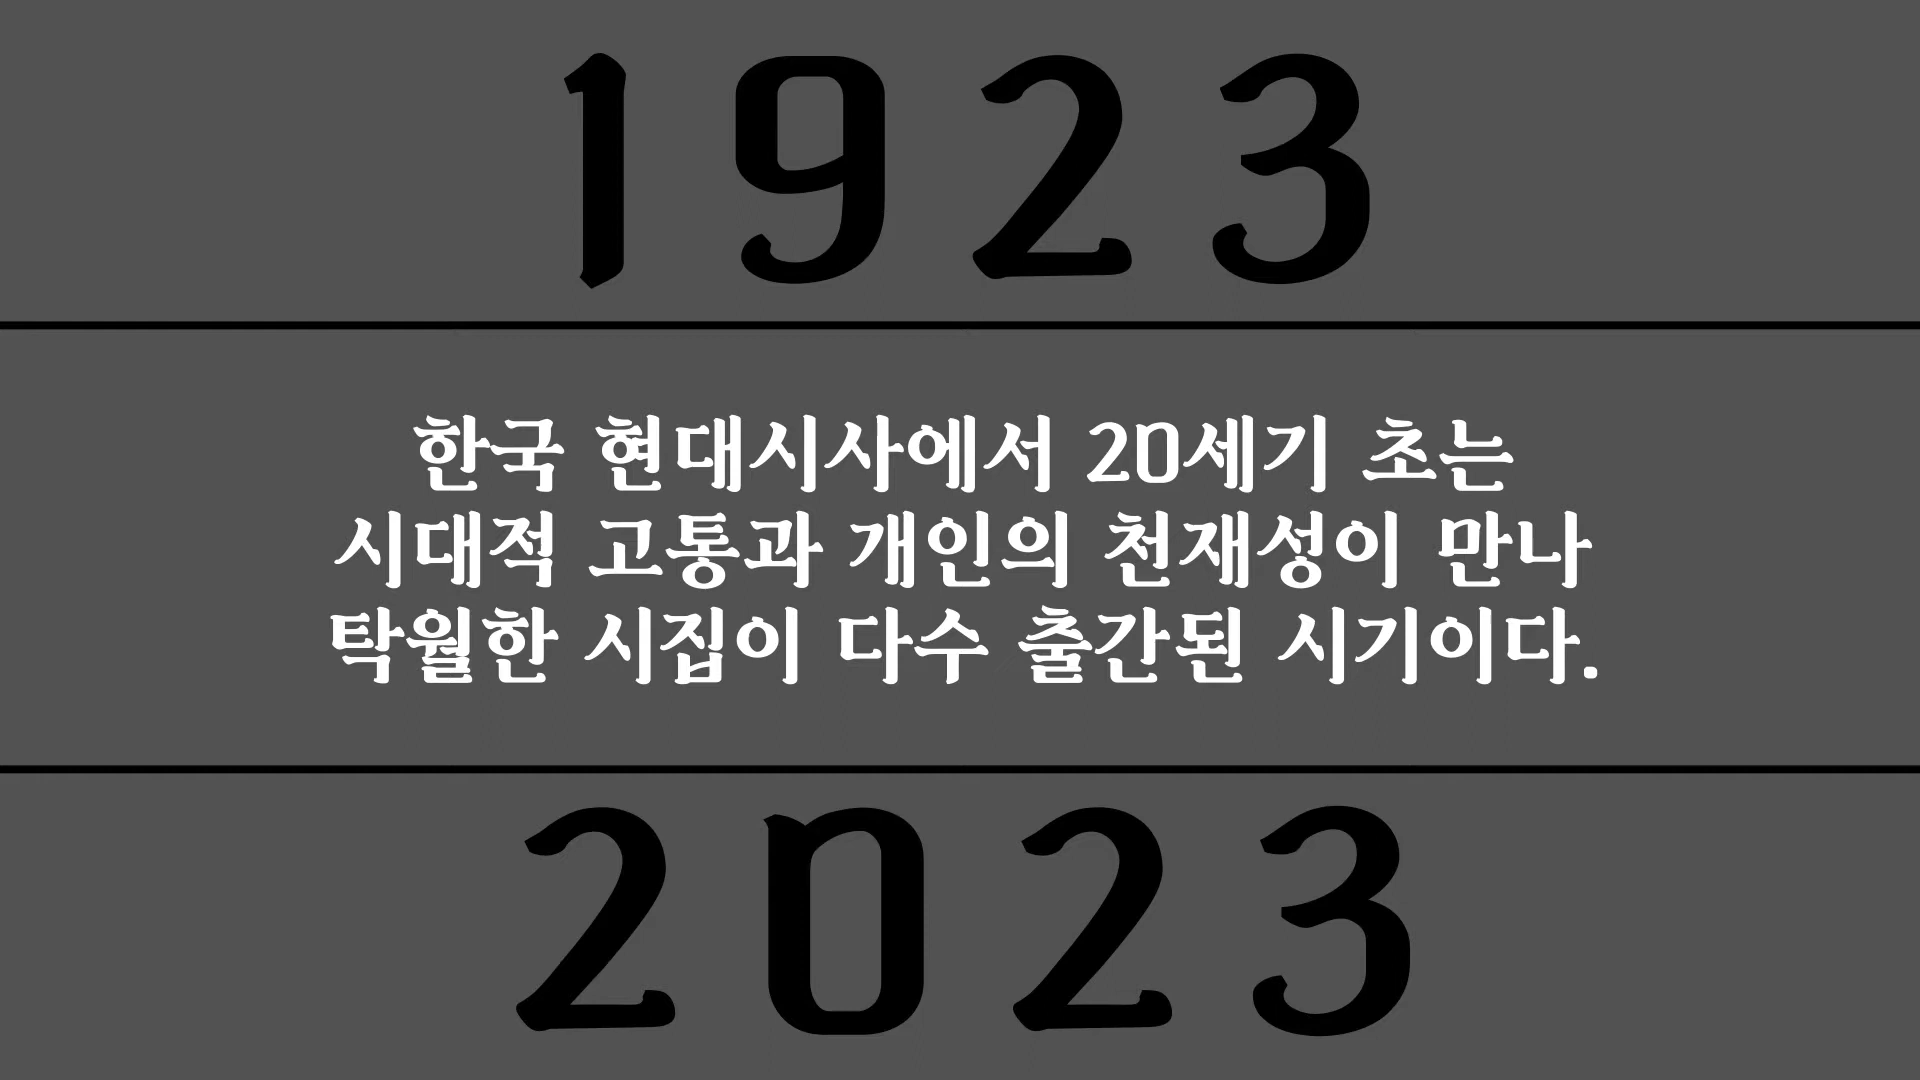 1923
한국 현대시사에서 20세기 초는
시대적 고통과 개인의 천재성이 만나
탁월한 시집이 다수 출간된 시기이다.
2023